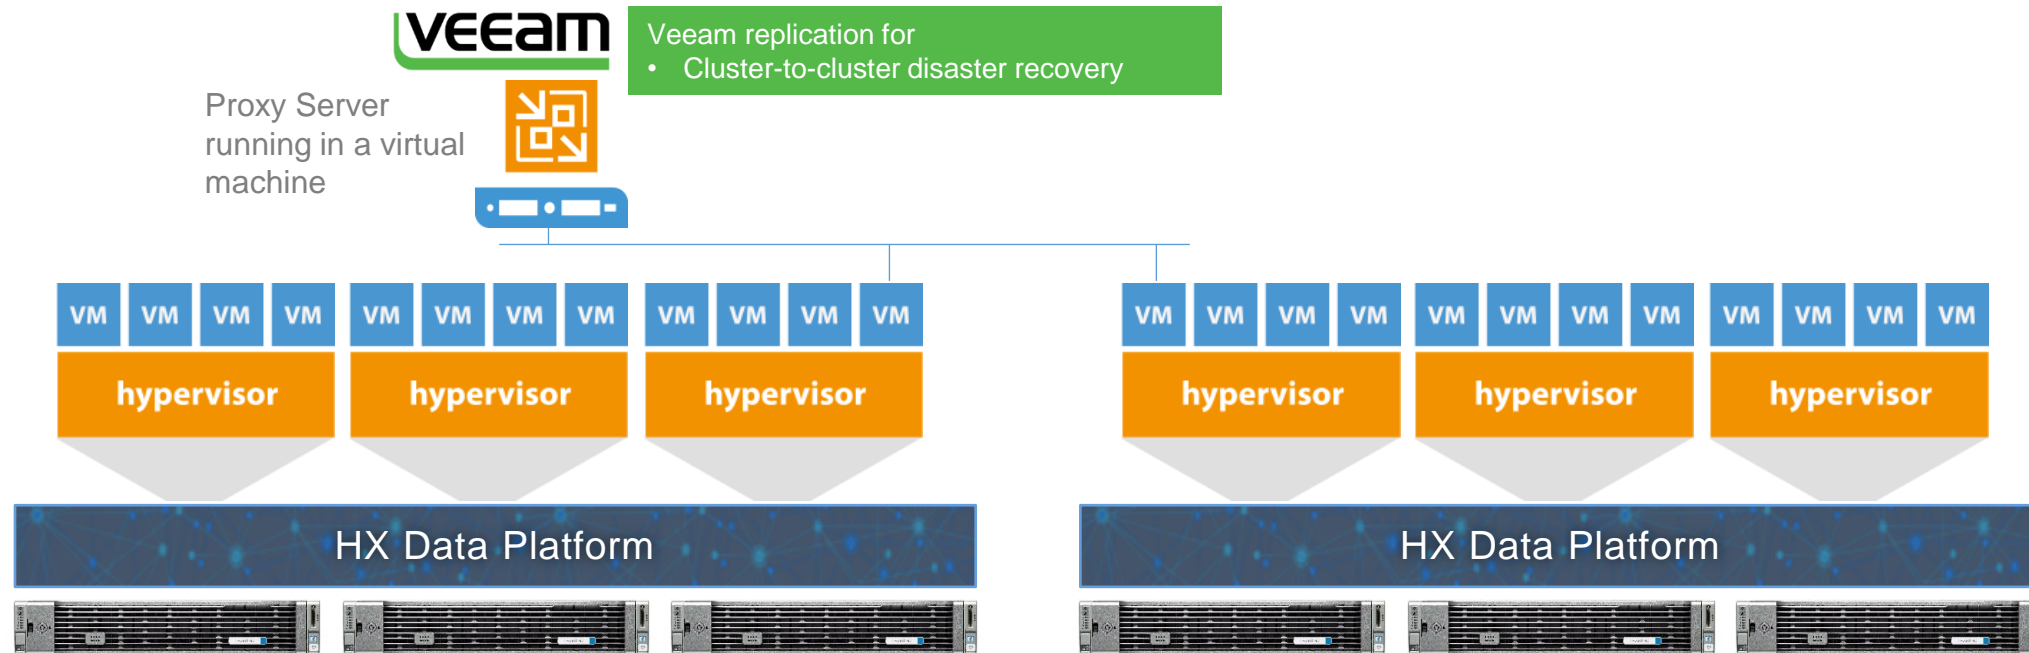 veeam
Veeam replication for
• Cluster-to-cluster disaster recovery
Proxy Server
running in a virtual
machine
VM VM VM VM VM VM VM VM VM VM VM VM
VM VM VM VM VM VM VM VM VM VM VM VM
hypervisor hypervisor hypervisor
hypervisor hypervisor hypervisor
HX Data Platform
HX Data Platform